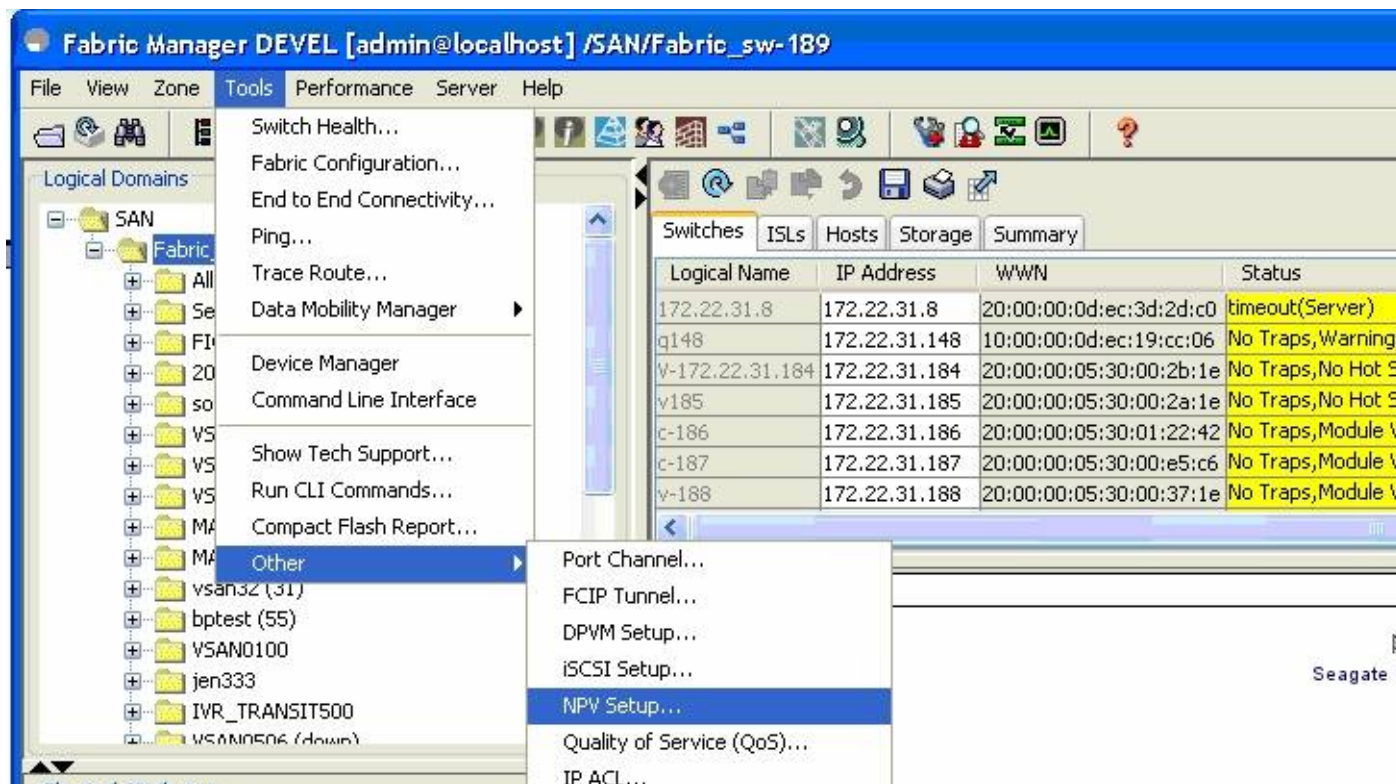 Fabric Manager DEVEL [admin@localhost] /SAN/Fabric_sw-189
File View Zone Tools Performance Server Help
Switch Health...
Fabric Configuration...
End to End Connectivity...
Ping...
Trace Route...
Data Mobility Manager
Device Manager
Command Line Interface
Show Tech Support...
Run CLI Commands...
Compact Flash Report...
Other
Port Channel...
FCIP Tunnel...
DPVM Setup...
iSCSI Setup...
NPV Setup...
Quality of Service (QoS)...
IP ACL...
Logical Domains
SAN
Fabric_
All
Se
FI
20
so
VS
VS
VS
MA
MA
vsan32 (31)
bptest (55)
VSAN0100
jen333
IVR_TRANSIT500
VSAN0506 (down)
Switches ISLs Hosts Storage Summary
Logical Name IP Address WWN Status
172.22.31.8 172.22.31.8 20:00:00:0d:ec:3d:2d:c0 timeout(Server)
q148 172.22.31.148 10:00:00:0d:ec:19:cc:06 No Traps,Warning
V-172.22.31.184 172.22.31.184 20:00:00:05:30:00:2b:1e No Traps,No Hot S
v185 172.22.31.185 20:00:00:05:30:00:2a:1e No Traps,No Hot S
c-186 172.22.31.186 20:00:00:05:30:01:22:42 No Traps,Module
c-187 172.22.31.187 20:00:00:05:30:00:e5:c6 No Traps,Module
v-188 172.22.31.188 20:00:00:05:30:00:37:1e No Traps,Module
Seagate